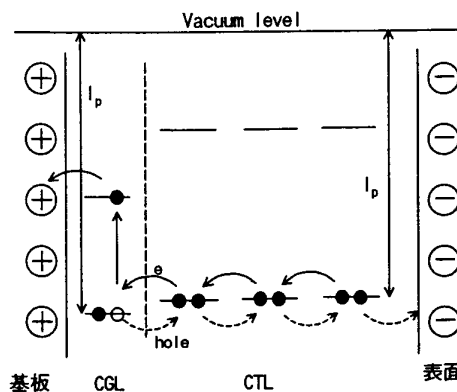 Vacuum level
Ip
Ip
e
hole
基板
CGL
CTL
表面